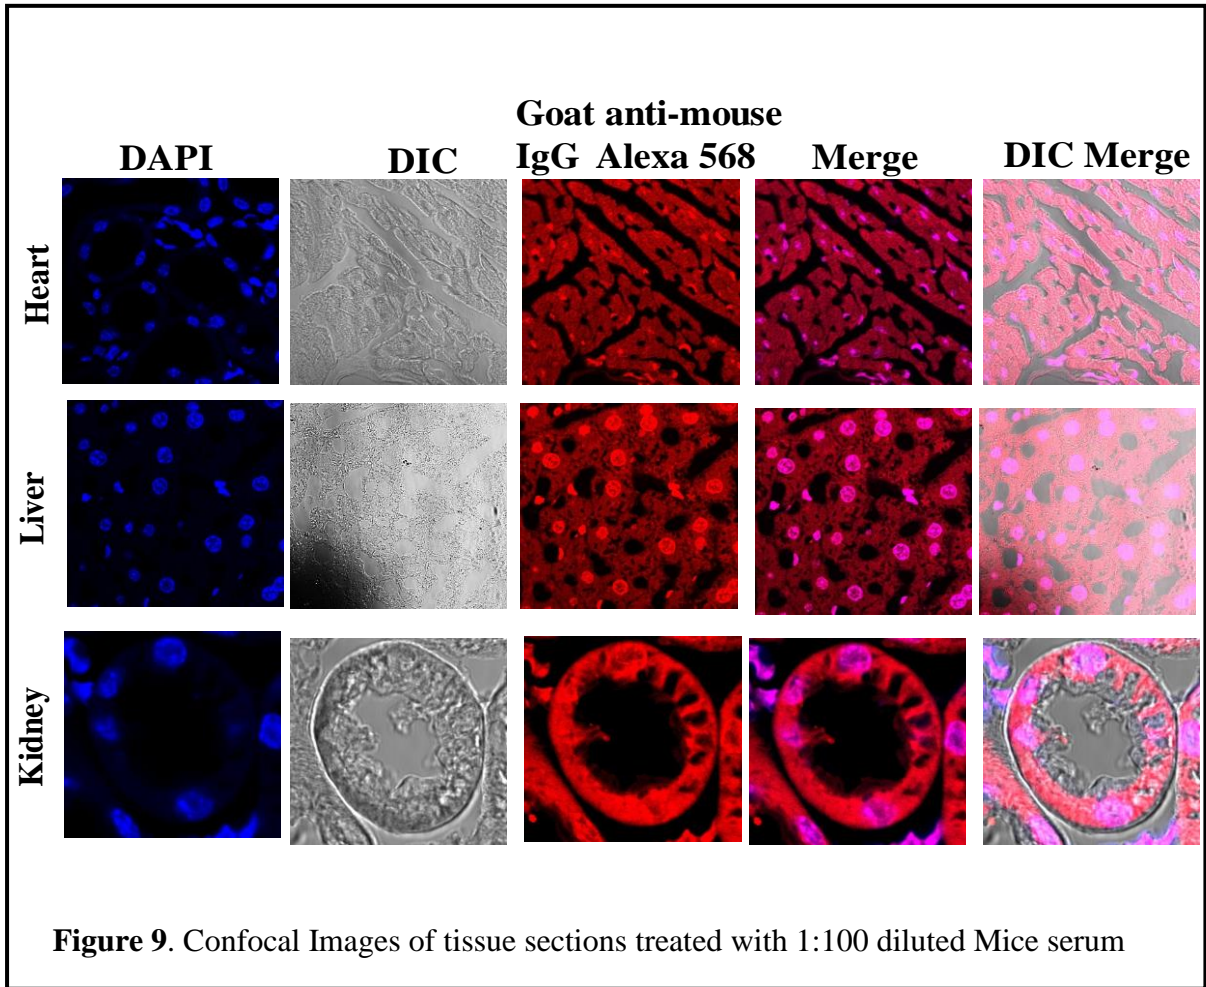 Goat anti-mouse
DAPI DIC IgG Alexa 568 Merge DIC Merge
Heart
Liver
Kidney
Figure 9. Confocal Images of tissue sections treated with 1:100 diluted Mice serum